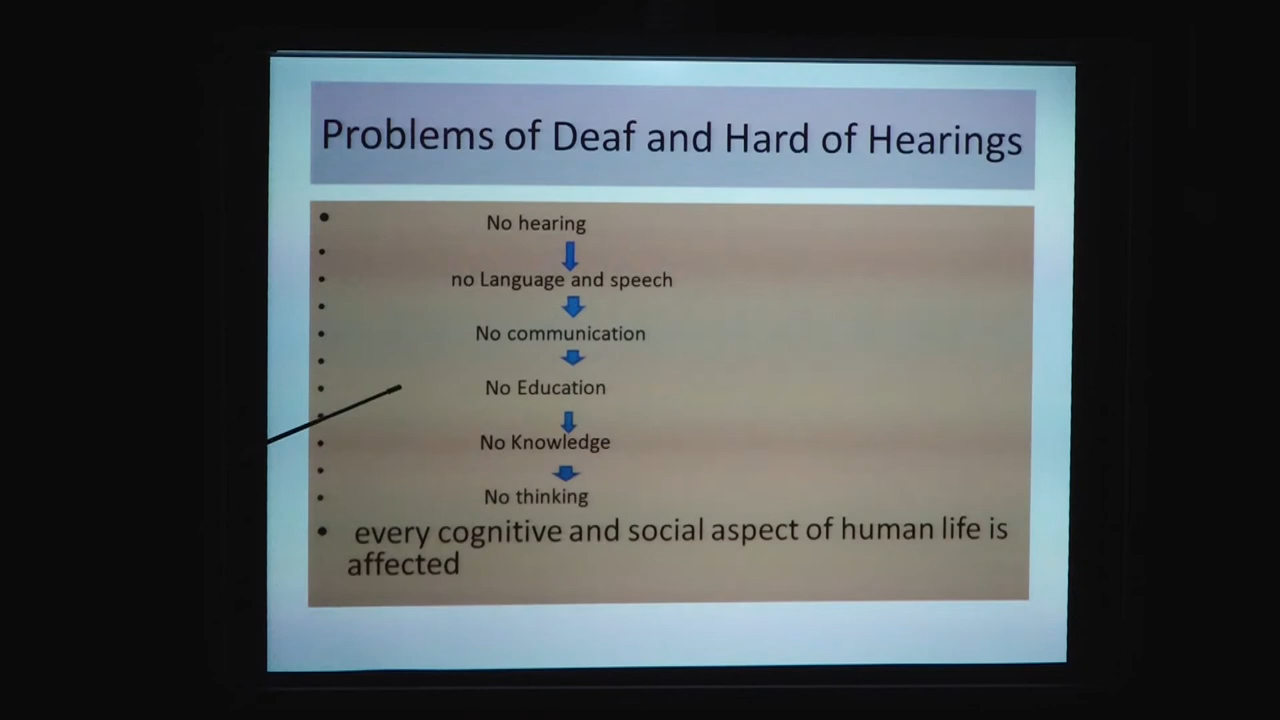 Problems of Deaf and Hard of Hearings
• No hearing
•
• no Language and speech
•
• No communication
•
• No Education
•
• No Knowledge
•
• No thinking
• every cognitive and social aspect of human life is
affected